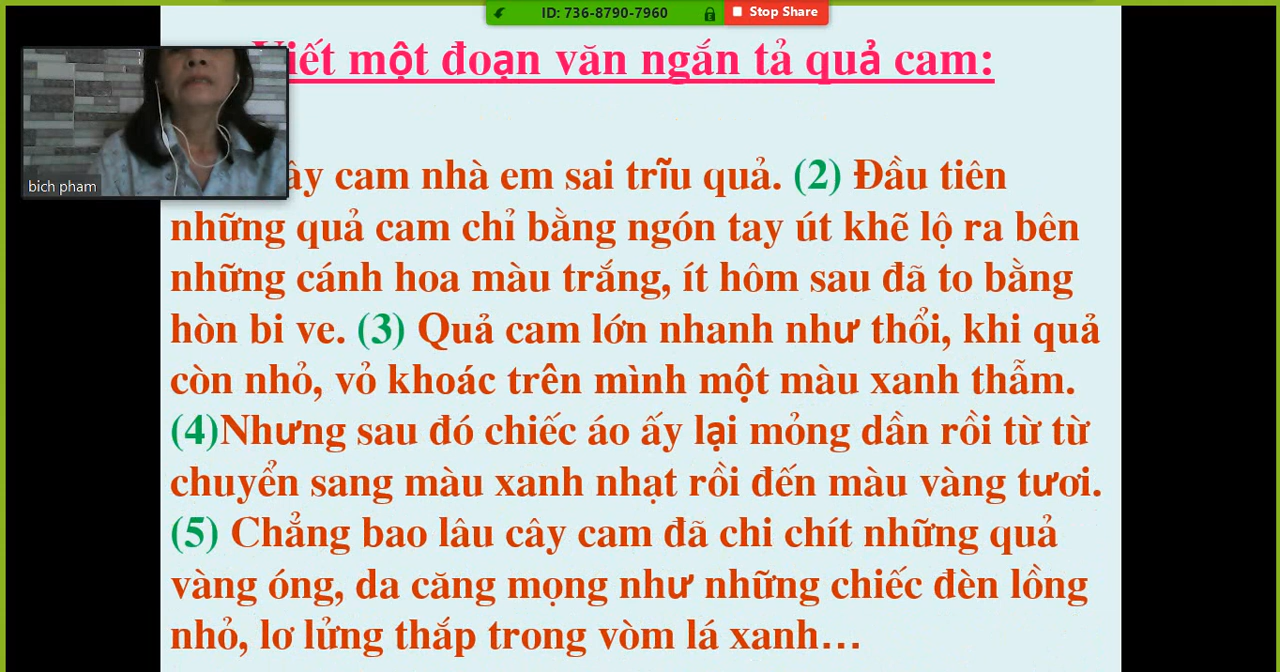 ID: 736-8790-7960
Stop Share
một đoạn văn ngắn tả quả cam:
bich pham
cam nhà em sai trĩu quả. (2) Đầu tiên
những quả cam chỉ bằng ngón tay út khẽ lộ ra bên
những cánh hoa màu trắng, ít hôm sau đã to bằng
hòn bi ve. (3) Quả cam lớn nhanh như thổi, khi quả
còn nhỏ, vỏ khoác trên mình một màu xanh thẫm.
(4)Nhưng sau đó chiếc áo ấy lại mỏng dần rồi từ từ
chuyển sang màu xanh nhạt rồi đến màu vàng tươi.
(5) Chẳng bao lâu cây cam đã chi chít những quả
vàng óng, da căng mọng như những chiếc đèn lồng
nhỏ, lơ lửng thắp trong vòm lá xanh…